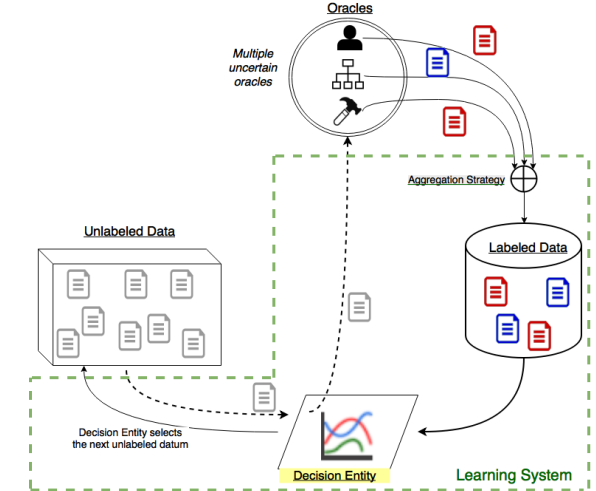 Oracles
Multiple
uncertain
oracles
Aggregation Strategy
Unlabeled Data
Labeled Data
Decision Entity selects
the next unlabeled datum
Decision Entity
Learning System